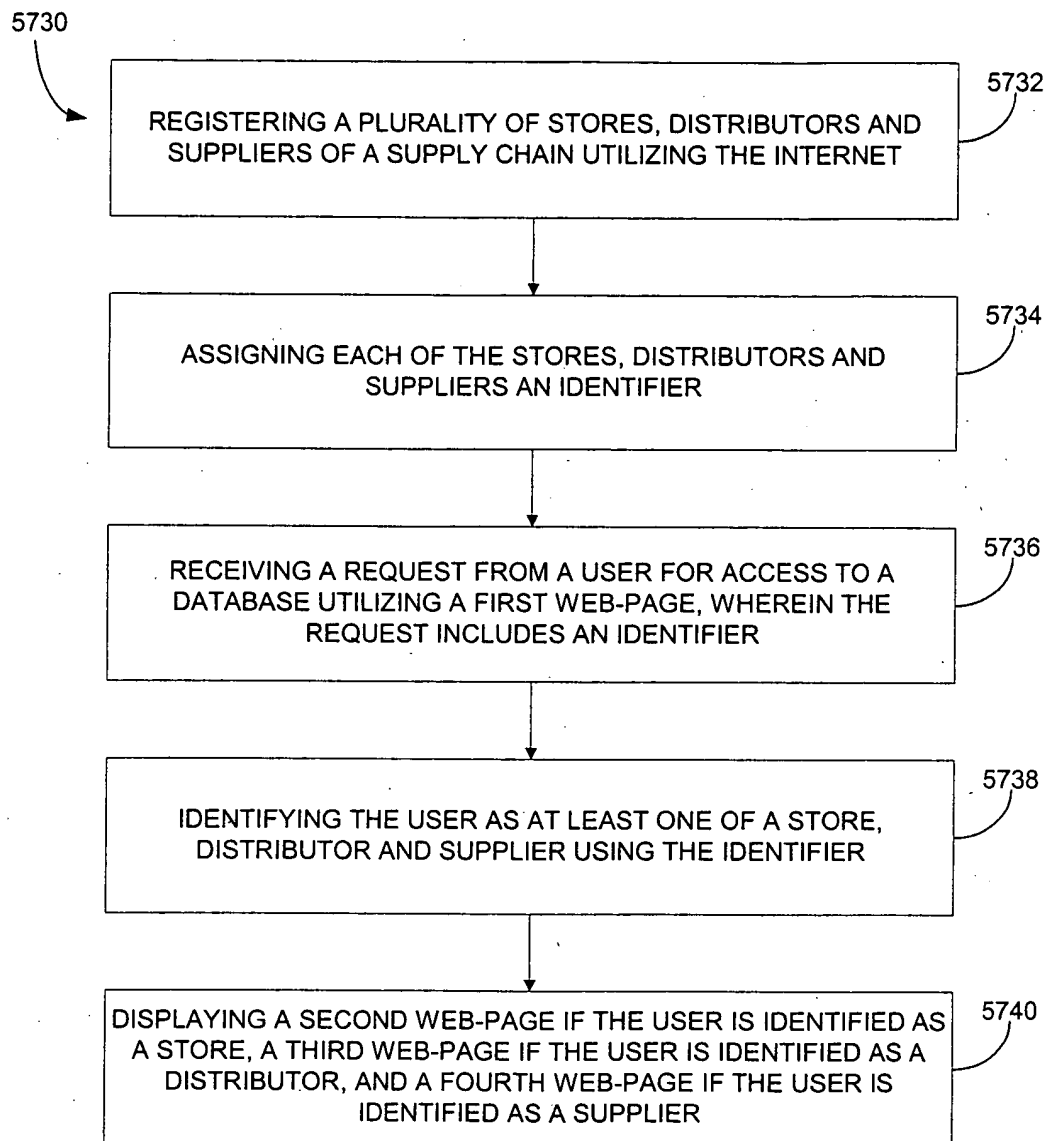 5730
5732
REGISTERING A PLURALITY OF STORES, DISTRIBUTORS AND
SUPPLIERS OF A SUPPLY CHAIN UTILIZING THE INTERNET
5734
ASSIGNING EACH OF THE STORES, DISTRIBUTORS AND
SUPPLIERS AN IDENTIFIER
5736
RECEIVING A REQUEST FROM A USER FOR ACCESS TO A
DATABASE UTILIZING A FIRST WEB-PAGE, WHEREIN THE
REQUEST INCLUDES AN IDENTIFIER
5738
IDENTIFYING THE USER AS AT LEAST ONE OF A STORE,
DISTRIBUTOR AND SUPPLIER USING THE IDENTIFIER
5740
DISPLAYING A SECOND WEB-PAGE IF THE USER IS IDENTIFIED AS
A STORE, A THIRD WEB-PAGE IF THE USER IS IDENTIFIED AS A
DISTRIBUTOR, AND A FOURTH WEB-PAGE IF THE USER IS
IDENTIFIED AS A SUPPLIER